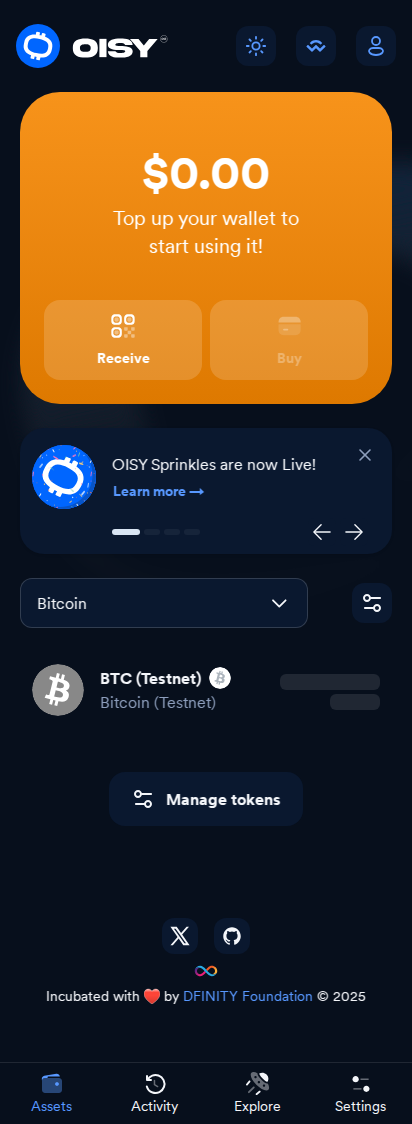 OISY
$0.00
Top up your wallet to
start using it!
Receive
Buy
OISY Sprinkles are now Live!
Learn more →
Bitcoin
BTC (Testnet)
Bitcoin (Testnet)
Manage tokens
Incubated with ❤️ by DFINITY Foundation © 2025
Assets
Activity
Explore
Settings